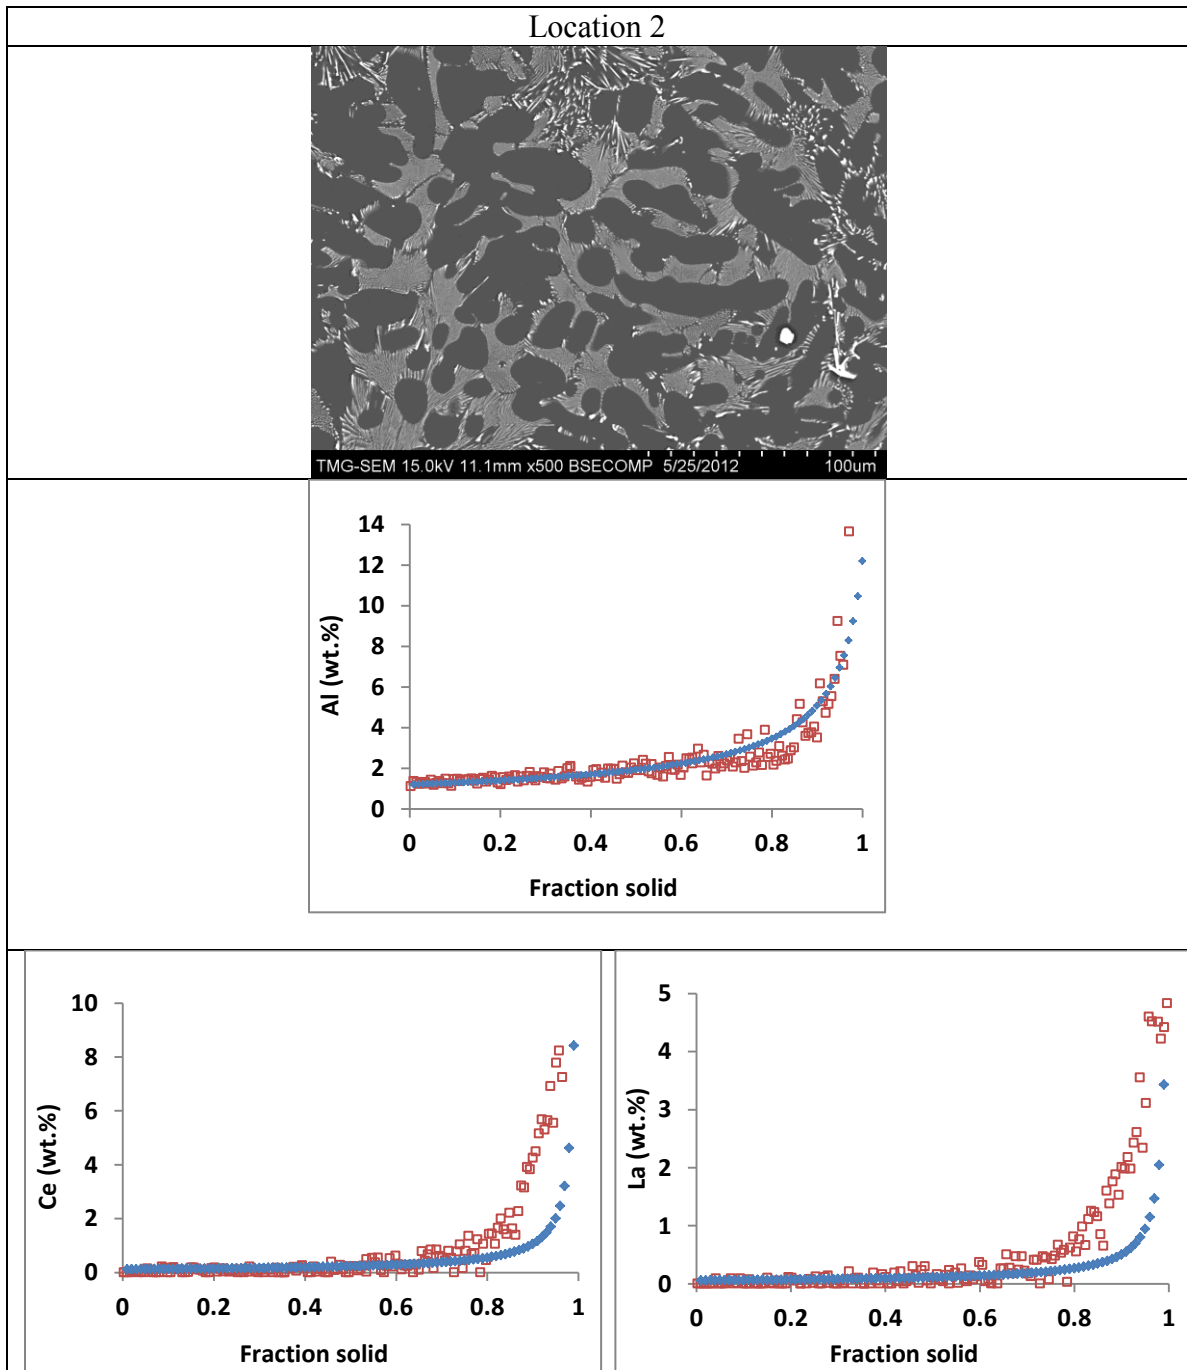 Location 2
TMG-SEM 15.0kV 11.1mm x500 BSECOMP 5/25/2012 100um
14
12
10
8
6
4
2
0
Al (wt.%)
0 0.2 0.4 0.6 0.8 1
Fraction solid
10
8
6
4
2
0
Ce (wt.%)
0 0.2 0.4 0.6 0.8 1
Fraction solid
5
4
3
2
1
0
La (wt.%)
0 0.2 0.4 0.6 0.8 1
Fraction solid